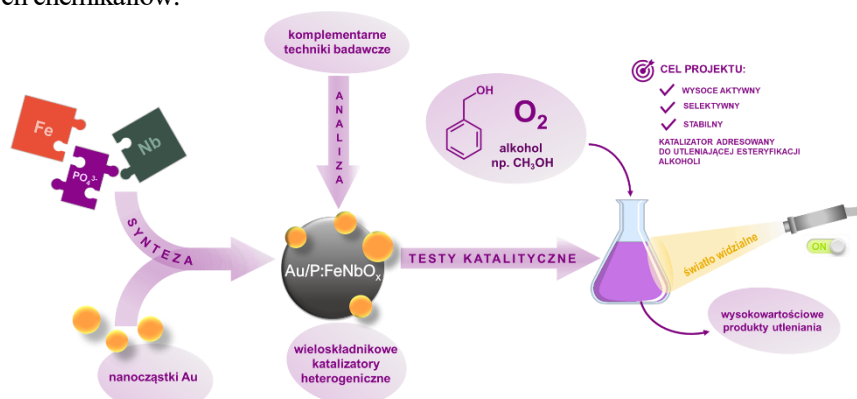 komplementarne
techniki badawcze
Fe
Nb
PO₄³⁻
ANALIZA
SYNTEZA
nanocząstki Au
Au/P:FeNbOₓ
wieloskładnikowe
katalizatory
heterogeniczne
OH
O₂
alkohol
np. CH₃OH
TESTY KATALITYCZNE
CEL PROJEKTU:
WYSOCE AKTYWNY
SELEKTYWNY
STABILNY
KATALIZATOR ADRESOWANY
DO UTLENIAJĄCEJ ESTERYFIKACJI
ALKOHOLI
światło widzialne
ON
wysokowartościowe
produkty utleniania